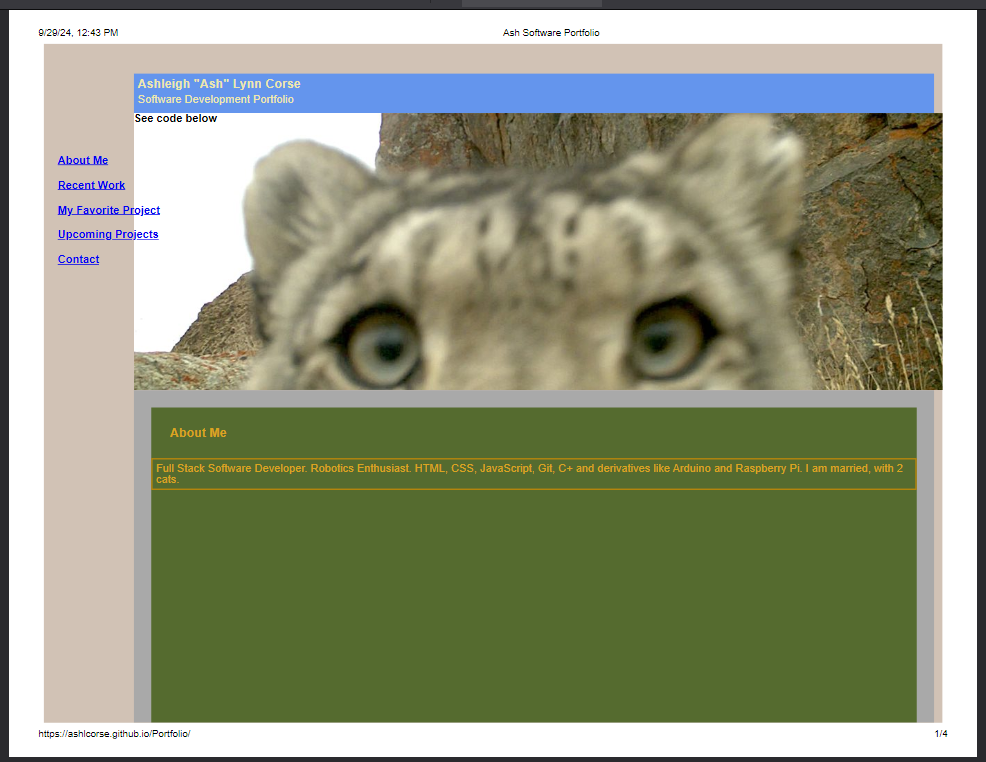 9/29/24, 12:43 PM
Ash Software Portfolio
Ashleigh "Ash" Lynn Corse
Software Development Portfolio
See code below
About Me
Recent Work
My Favorite Project
Upcoming Projects
Contact
About Me
Full Stack Software Developer. Robotics Enthusiast. HTML, CSS, JavaScript, Git, C+ and derivatives like Arduino and Raspberry Pi. I am married, with 2
cats.
https://ashlcorse.github.io/Portfolio/
1/4